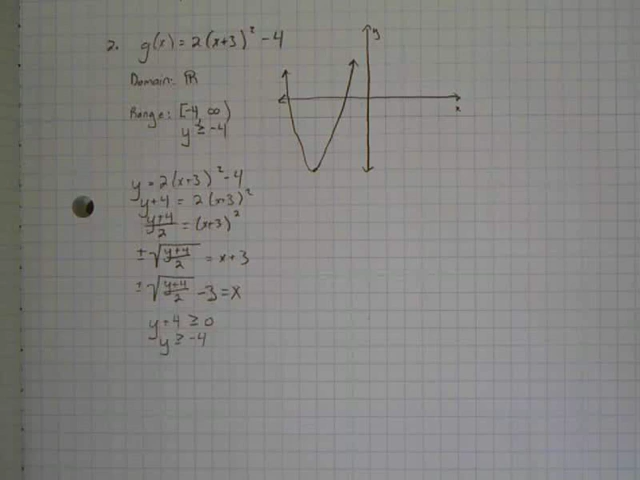 2. g(x) = 2(x+3)² - 4
y
Domain: ℝ
x
Range: [-4, ∞)
y ≥ -4
y = 2(x+3)² - 4
y+4 = 2(x+3)²
(y+4)/2 = (x+3)²
±√((y+4)/2) = x+3
±√((y+4)/2) - 3 = x
y+4 ≥ 0
y ≥ -4